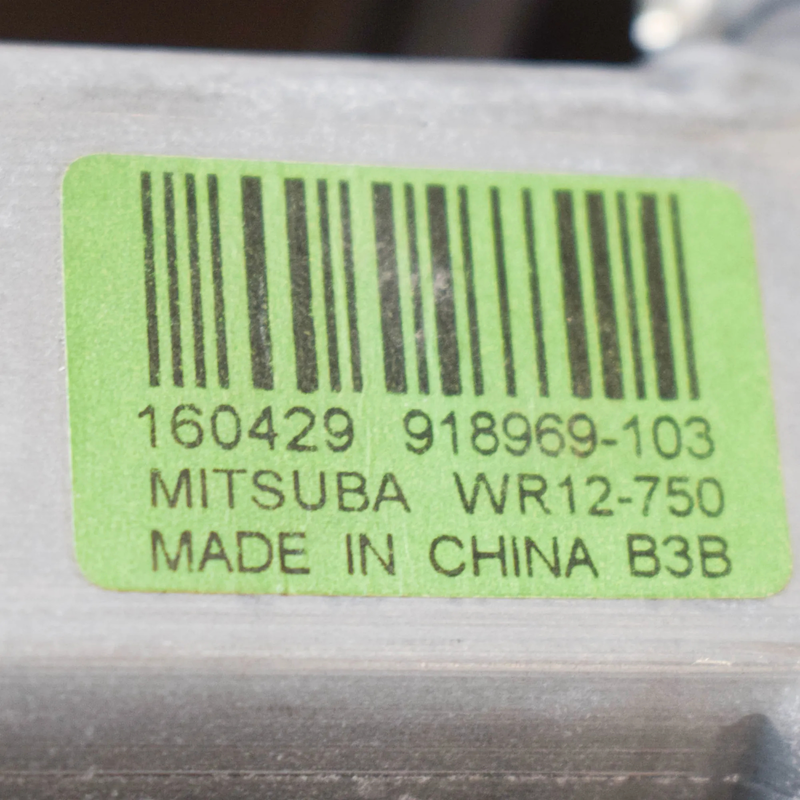 160429 918969-103
MITSUBA WR12-750
MADE IN CHINA B3B